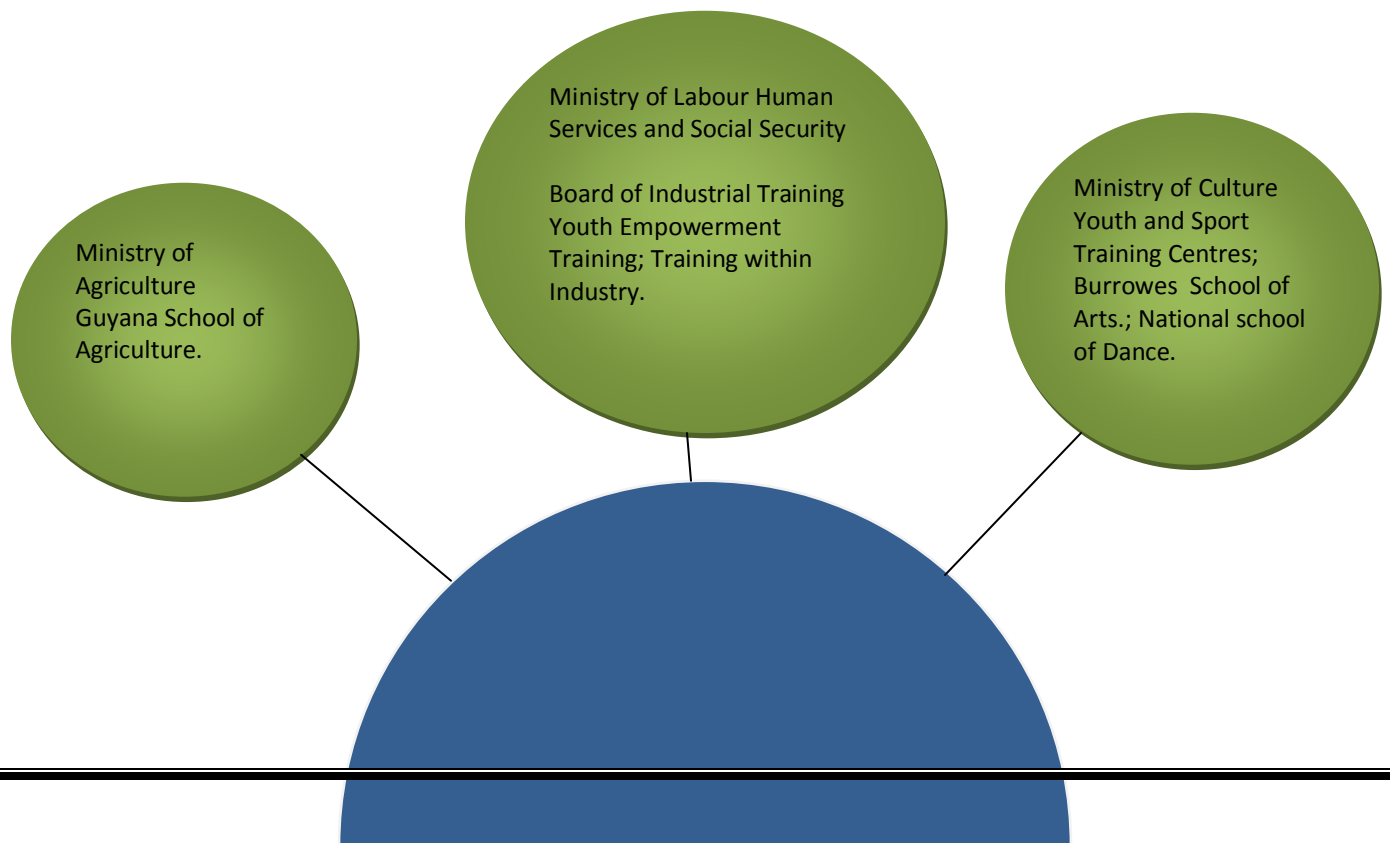 Ministry of
Agriculture
Guyana School of
Agriculture.
Ministry of Labour Human
Services and Social Security
Board of Industrial Training
Youth Empowerment
Training; Training within
Industry.
Ministry of Culture
Youth and Sport
Training Centres;
Burrowes  School of
Arts.; National school
of Dance.